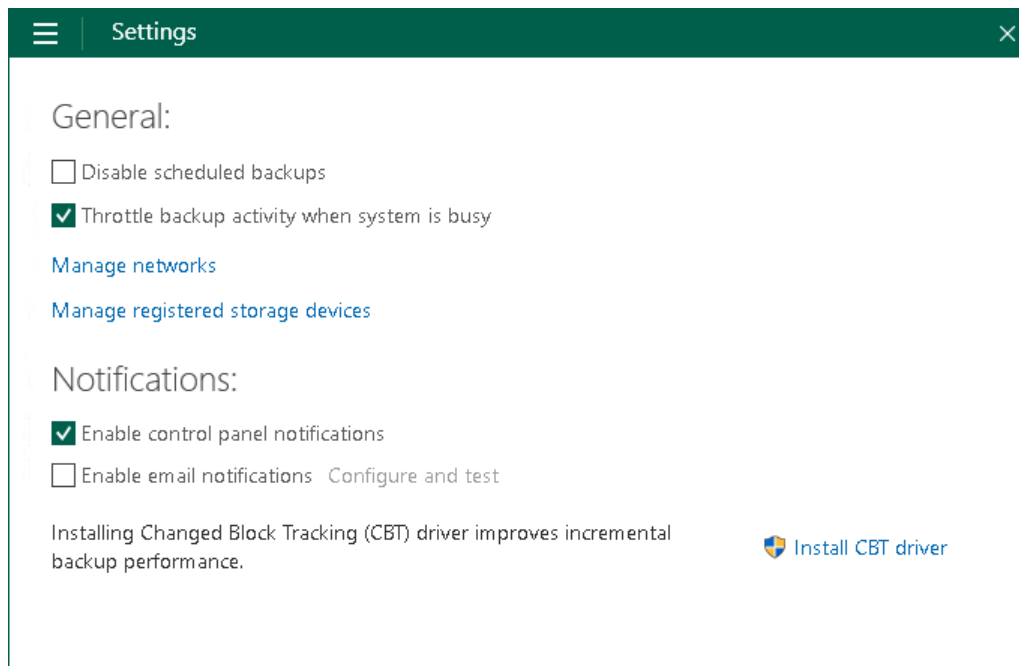 Settings
General:
Disable scheduled backups
Throttle backup activity when system is busy
Manage networks
Manage registered storage devices
Notifications:
Enable control panel notifications
Enable email notifications Configure and test
Installing Changed Block Tracking (CBT) driver improves incremental
backup performance.
Install CBT driver